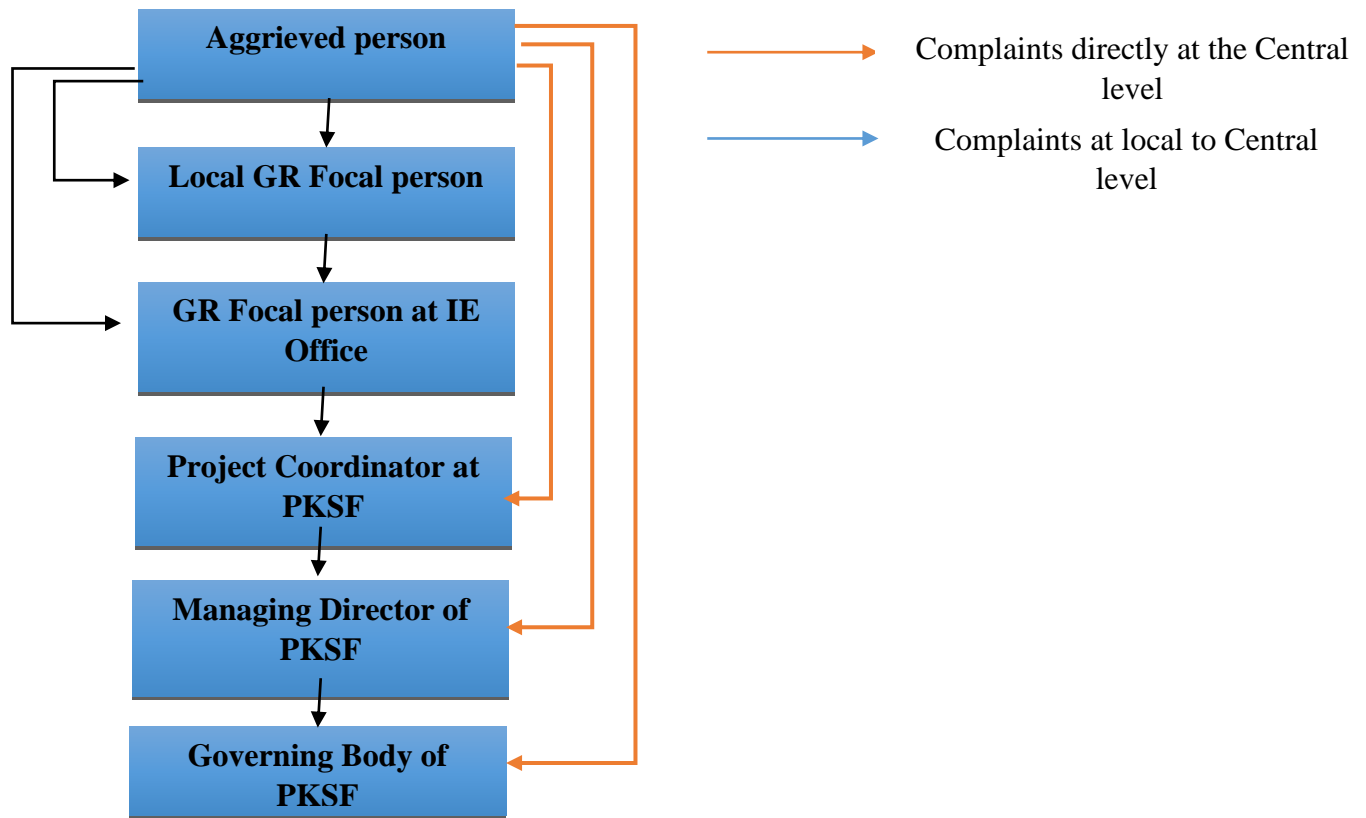 Aggrieved person
Local GR Focal person
GR Focal person at IE
Office
Project Coordinator at
PKSF
Managing Director of
PKSF
Governing Body of
PKSF
Complaints directly at the Central
level
Complaints at local to Central
level